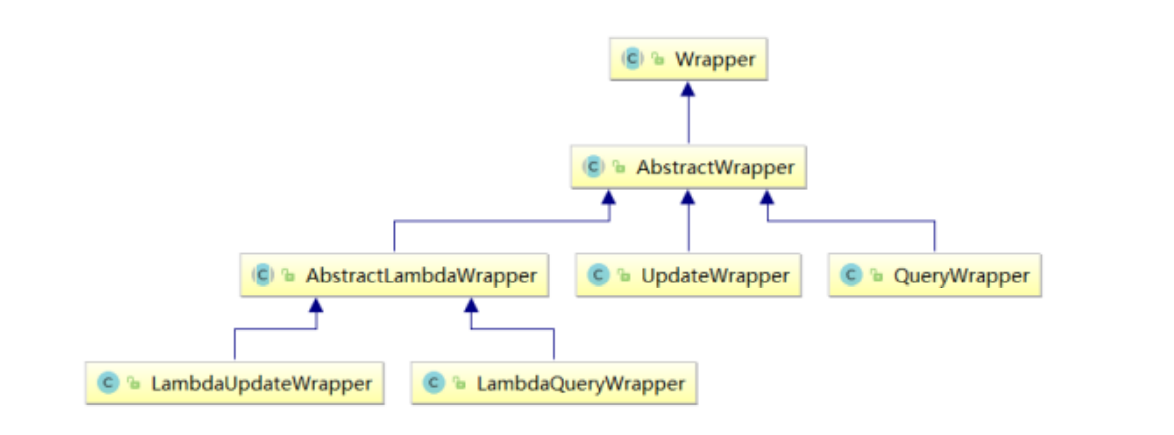 C Wrapper
C AbstractWrapper
C AbstractLambdaWrapper C UpdateWrapper C QueryWrapper
C LambdaUpdateWrapper C LambdaQueryWrapper